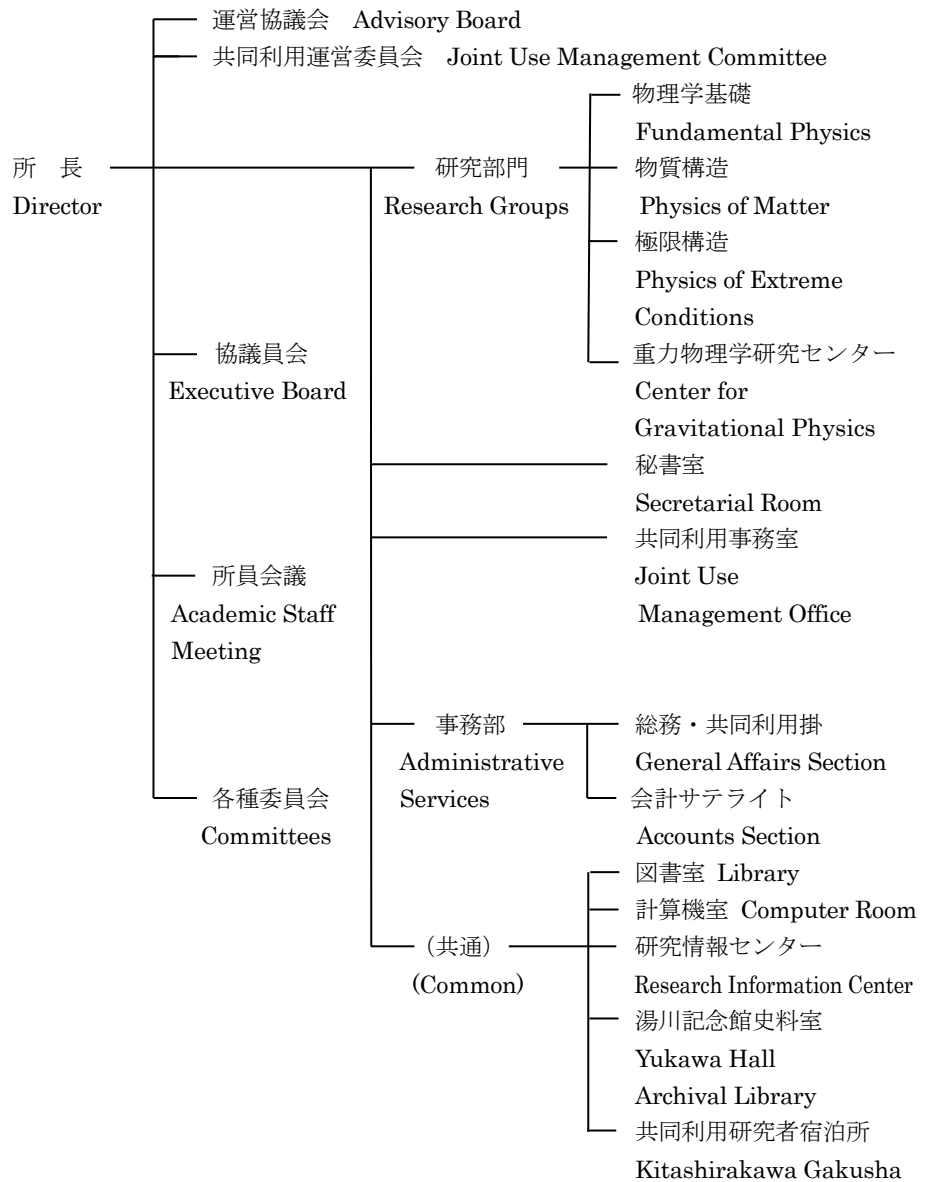 運営協議会 Advisory Board
共同利用運営委員会 Joint Use Management Committee
所 長
Director
研究部門
Research Groups
物理学基礎
Fundamental Physics
物質構造
Physics of Matter
極限構造
Physics of Extreme
Conditions
重力物理学研究センター
Center for
Gravitational Physics
協議員会
Executive Board
秘書室
Secretarial Room
共同利用事務室
Joint Use
Management Office
所員会議
Academic Staff
Meeting
事務部
Administrative
Services
総務・共同利用掛
General Affairs Section
会計サテライト
Accounts Section
各種委員会
Committees
(共通)
(Common)
図書室 Library
計算機室 Computer Room
研究情報センター
Research Information Center
湯川記念館史料室
Yukawa Hall
Archival Library
共同利用研究者宿泊所
Kitashirakawa Gakusha